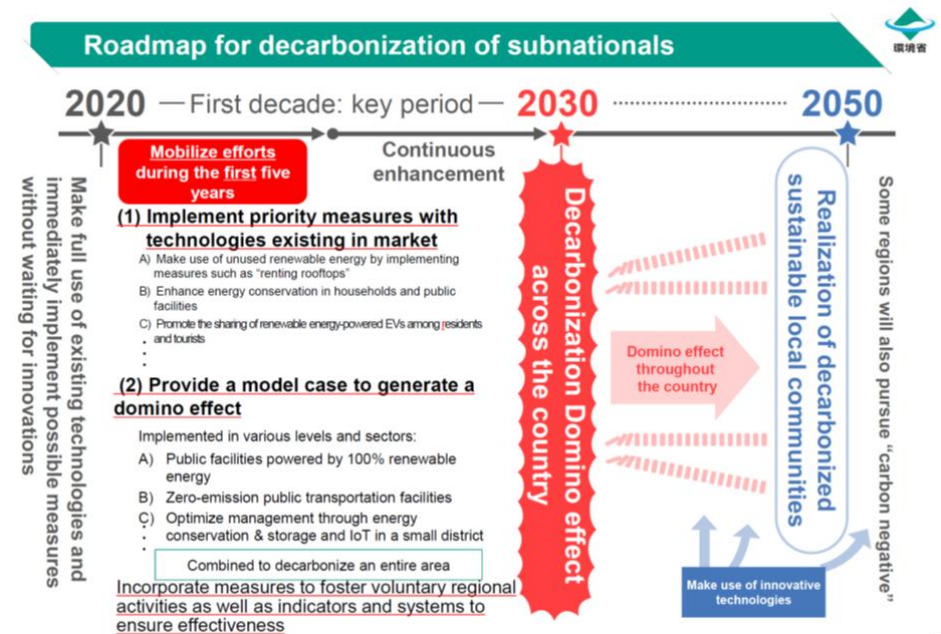 Roadmap for decarbonization of subnationals
環境省
2020
First decade: key period
2030
2050
Mobilize efforts
during the first five
years
Continuous
enhancement
Make full use of existing technologies and
immediately implement possible measures
without waiting for innovations
(1) Implement priority measures with
technologies existing in market
A) Make use of unused renewable energy by implementing
measures such as “renting rooftops”
B) Enhance energy conservation in households and public
facilities
C) Promote the sharing of renewable energy-powered EVs among residents
and tourists
(2) Provide a model case to generate a
domino effect
Implemented in various levels and sectors:
A) Public facilities powered by 100% renewable
energy
B) Zero-emission public transportation facilities
C) Optimize management through energy
conservation & storage and IoT in a small district
Combined to decarbonize an entire area
Incorporate measures to foster voluntary regional
activities as well as indicators and systems to
ensure effectiveness
Decarbonization Domino effect
across the country
Domino effect
throughout
the country
Realization of decarbonized
sustainable local communities
Make use of innovative
technologies
Some regions will also pursue “carbon negative”